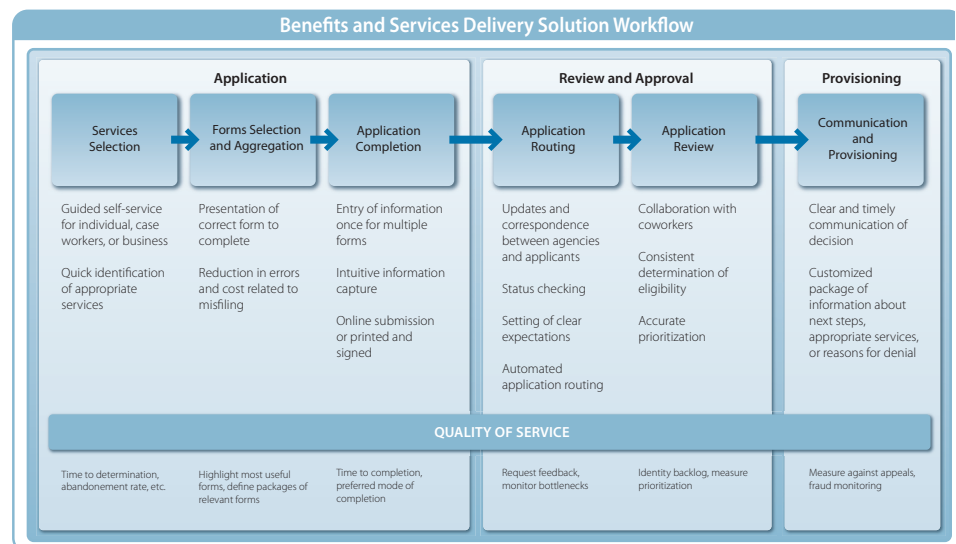 Benefits and Services Delivery Solution Workflow
Application
Services
Selection
Forms Selection
and Aggregation
Application
Completion
Guided self-service
for individual, case
workers, or business
Quick identification
of appropriate
services
Presentation of
correct form to
complete
Reduction in errors
and cost related to
misfiling
Entry of information
once for multiple
forms
Intuitive information
capture
Online submission
or printed and
signed
Review and Approval
Application
Routing
Application
Review
Updates and
correspondence
between agencies
and applicants
Status checking
Setting of clear
expectations
Automated
application routing
Collaboration with
coworkers
Consistent
determination of
eligibility
Accurate
prioritization
Provisioning
Communication
and
Provisioning
Clear and timely
communication of
decision
Customized
package of
information about
next steps,
appropriate services,
or reasons for denial
QUALITY OF SERVICE
Time to determination,
abandonement rate, etc.
Highlight most useful
forms, define packages of
relevant forms
Time to completion,
preferred mode of
completion
Request feedback,
monitor bottlenecks
Identity backlog, measure
prioritization
Measure against appeals,
fraud monitoring